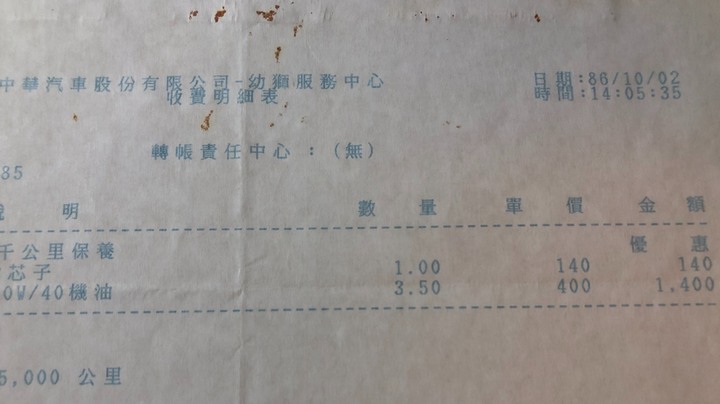 中華汽車股份有限公司-幼獅服務中心 日期:86/10/02
收費明細表 時間:14:05:35
轉帳責任中心：(無)
85
明 數量 單價 金額
千公里保養 優惠
芯子 1.00 140 140
0W/40機油 3.50 400 1,400
5,000 公里